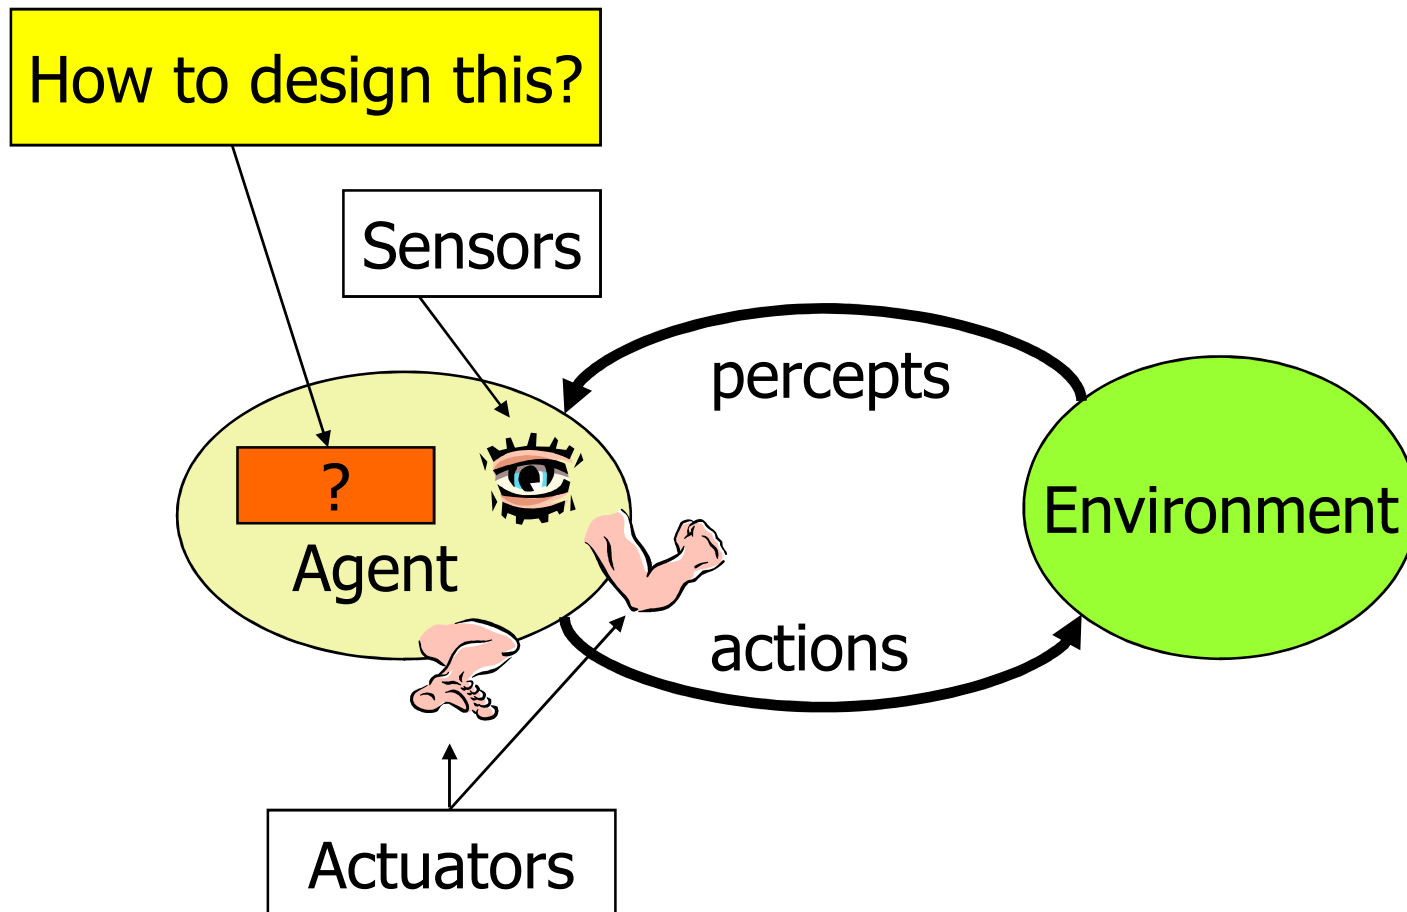 How to design this?
Sensors
percepts
?
Environment
Agent
actions
Actuators